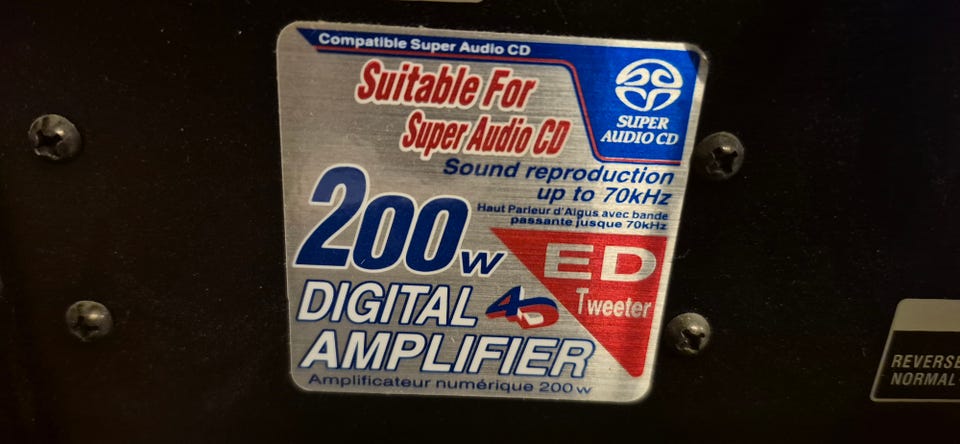 Compatible Super Audio CD
Suitable For
Super Audio CD
SUPER
AUDIO CD
Sound reproduction
up to 70kHz
Haut Parleur d'Aigus avec bande
passante jusque 70kHz
200w
ED
Tweeter
DIGITAL
4D
AMPLIFIER
Amplificateur numérique 200w
REVERSE
NORMAL